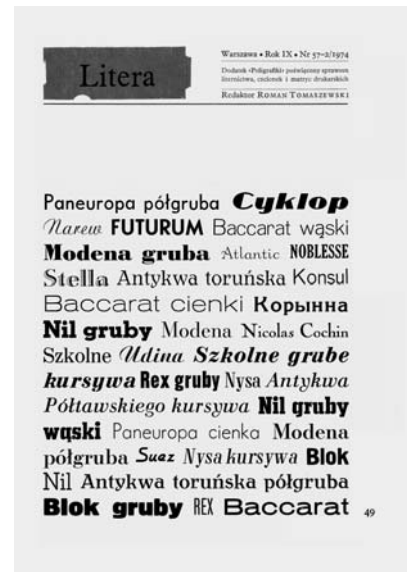 Litera
Warszawa • Rok IX • Nr 57–2/1974
Dodatek «Poligrafiki» poświęcony sprawom
liternictwa, czcionek i matryc drukarskich
Redaktor ROMAN TOMASZEWSKI
Paneuropa półgruba Cyklop
Narew FUTURUM Baccarat wąski
Modena gruba Atlantic NOBLESSE
Stella Antykwa toruńska Konsul
Baccarat cienki Корынна
Nil gruby Modena Nicolas Cochin
Szkolne Udina Szkolne grube
kursywa Rex gruby Nysa Antykwa
Półtawskiego kursywa Nil gruby
wąski Paneuropa cienka Modena
półgruba Suez Nysa kursywa Blok
Nil Antykwa toruńska półgruba
Blok gruby REX Baccarat
49